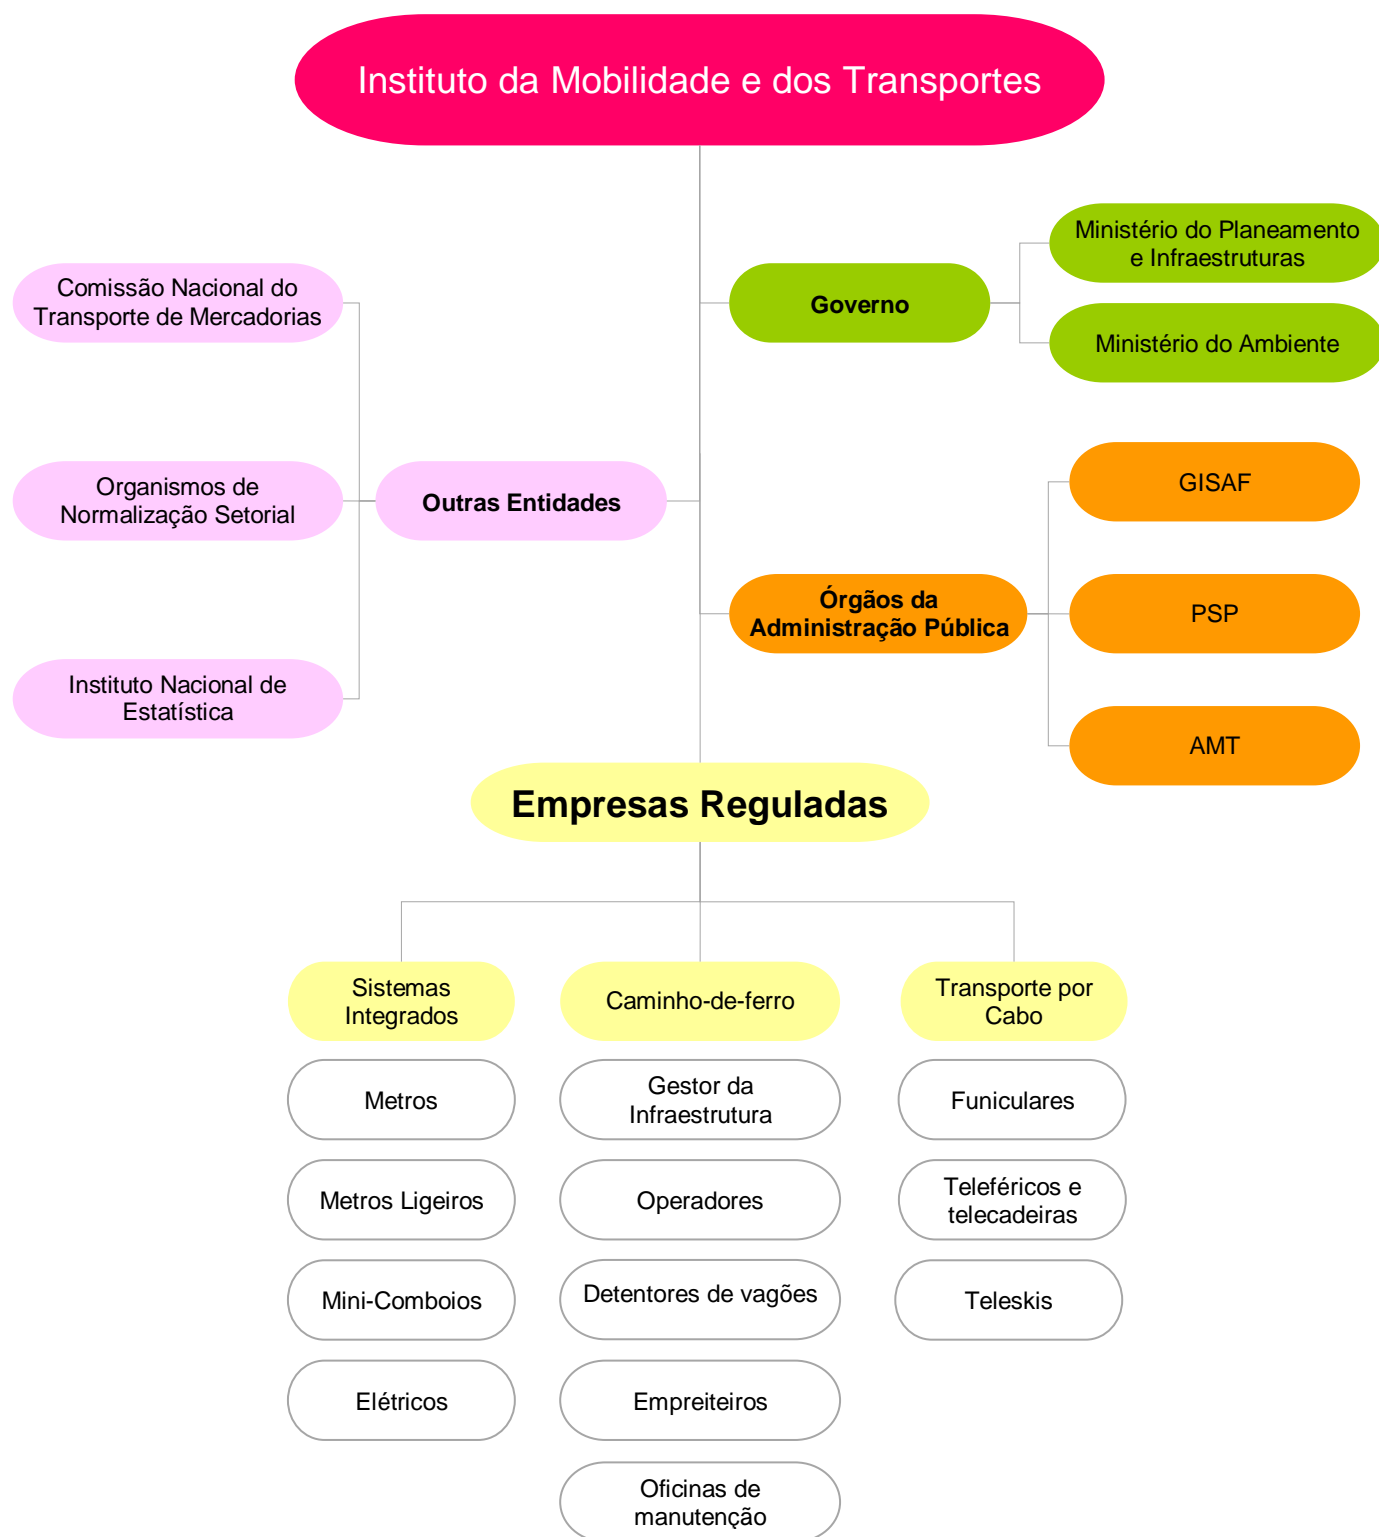 Instituto da Mobilidade e dos Transportes
Ministério do Planeamento
e Infraestruturas
Governo
Ministério do Ambiente
Comissão Nacional do
Transporte de Mercadorias
Organismos de
Normalização Setorial
Outras Entidades
Instituto Nacional de
Estatística
GISAF
Órgãos da
Administração Pública
PSP
AMT
Empresas Reguladas
Sistemas
Integrados
Metros
Metros Ligeiros
Mini-Comboios
Elétricos
Caminho-de-ferro
Gestor da
Infraestrutura
Operadores
Detentores de vagões
Empreiteiros
Oficinas de
manutenção
Transporte por
Cabo
Funiculares
Teleféricos e
telecadeiras
Teleskis